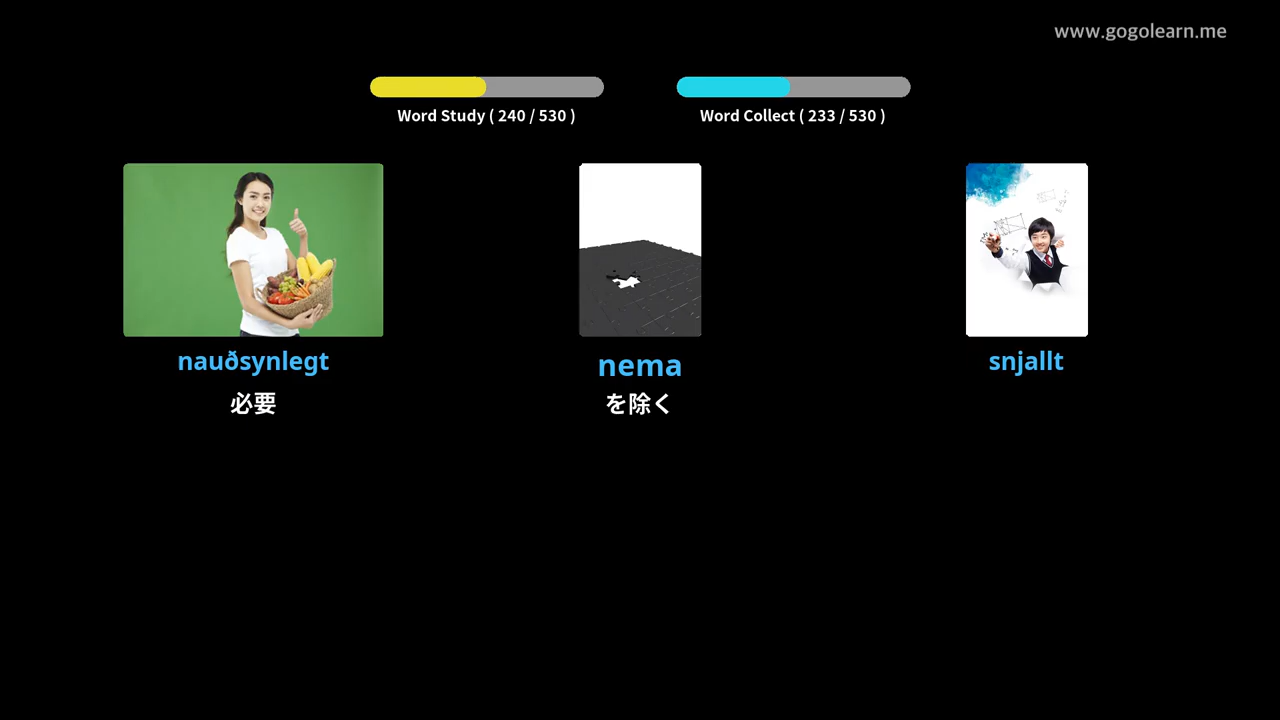 www.gogolearn.me
Word Study ( 240 / 530 )
Word Collect ( 233 / 530 )
nauðsynlegt
必要
nema
を除く
snjallt